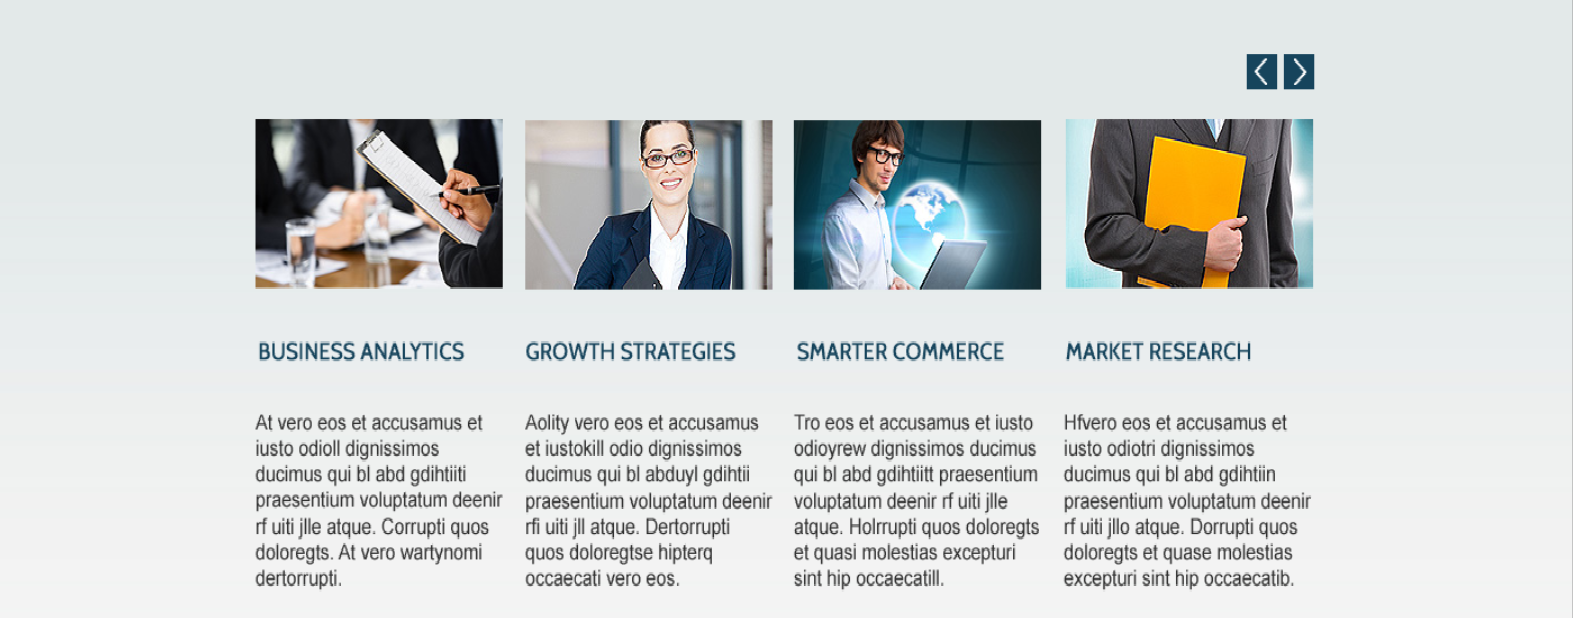 BUSINESS ANALYTICS
At vero eos et accusamus et
iusto odioll dignissimos
ducimus qui bl abd gdihtiiti
praesentium voluptatum deenir
rf uiti jlle atque. Corrupti quos
doloregts. At vero wartynomi
dertorrupti.
GROWTH STRATEGIES
Aolity vero eos et accusamus
et iustokill odio dignissimos
ducimus qui bl abduyl gdihtii
praesentium voluptatum deenir
rfi uiti jll atque. Dertorrupti
quos doloregtse hipterq
occaecati vero eos.
SMARTER COMMERCE
Tro eos et accusamus et iusto
odioyrew dignissimos ducimus
qui bl abd gdihtiitt praesentium
voluptatum deenir rf uiti jlle
atque. Holrrupti quos doloregts
et quasi molestias excepturi
sint hip occaecatill.
MARKET RESEARCH
Hfvero eos et accusamus et
iusto odiotri dignissimos
ducimus qui bl abd gdihtiin
praesentium voluptatum deenir
rf uiti jllo atque. Dorrupti quos
doloregts et quase molestias
excepturi sint hip occaecatib.